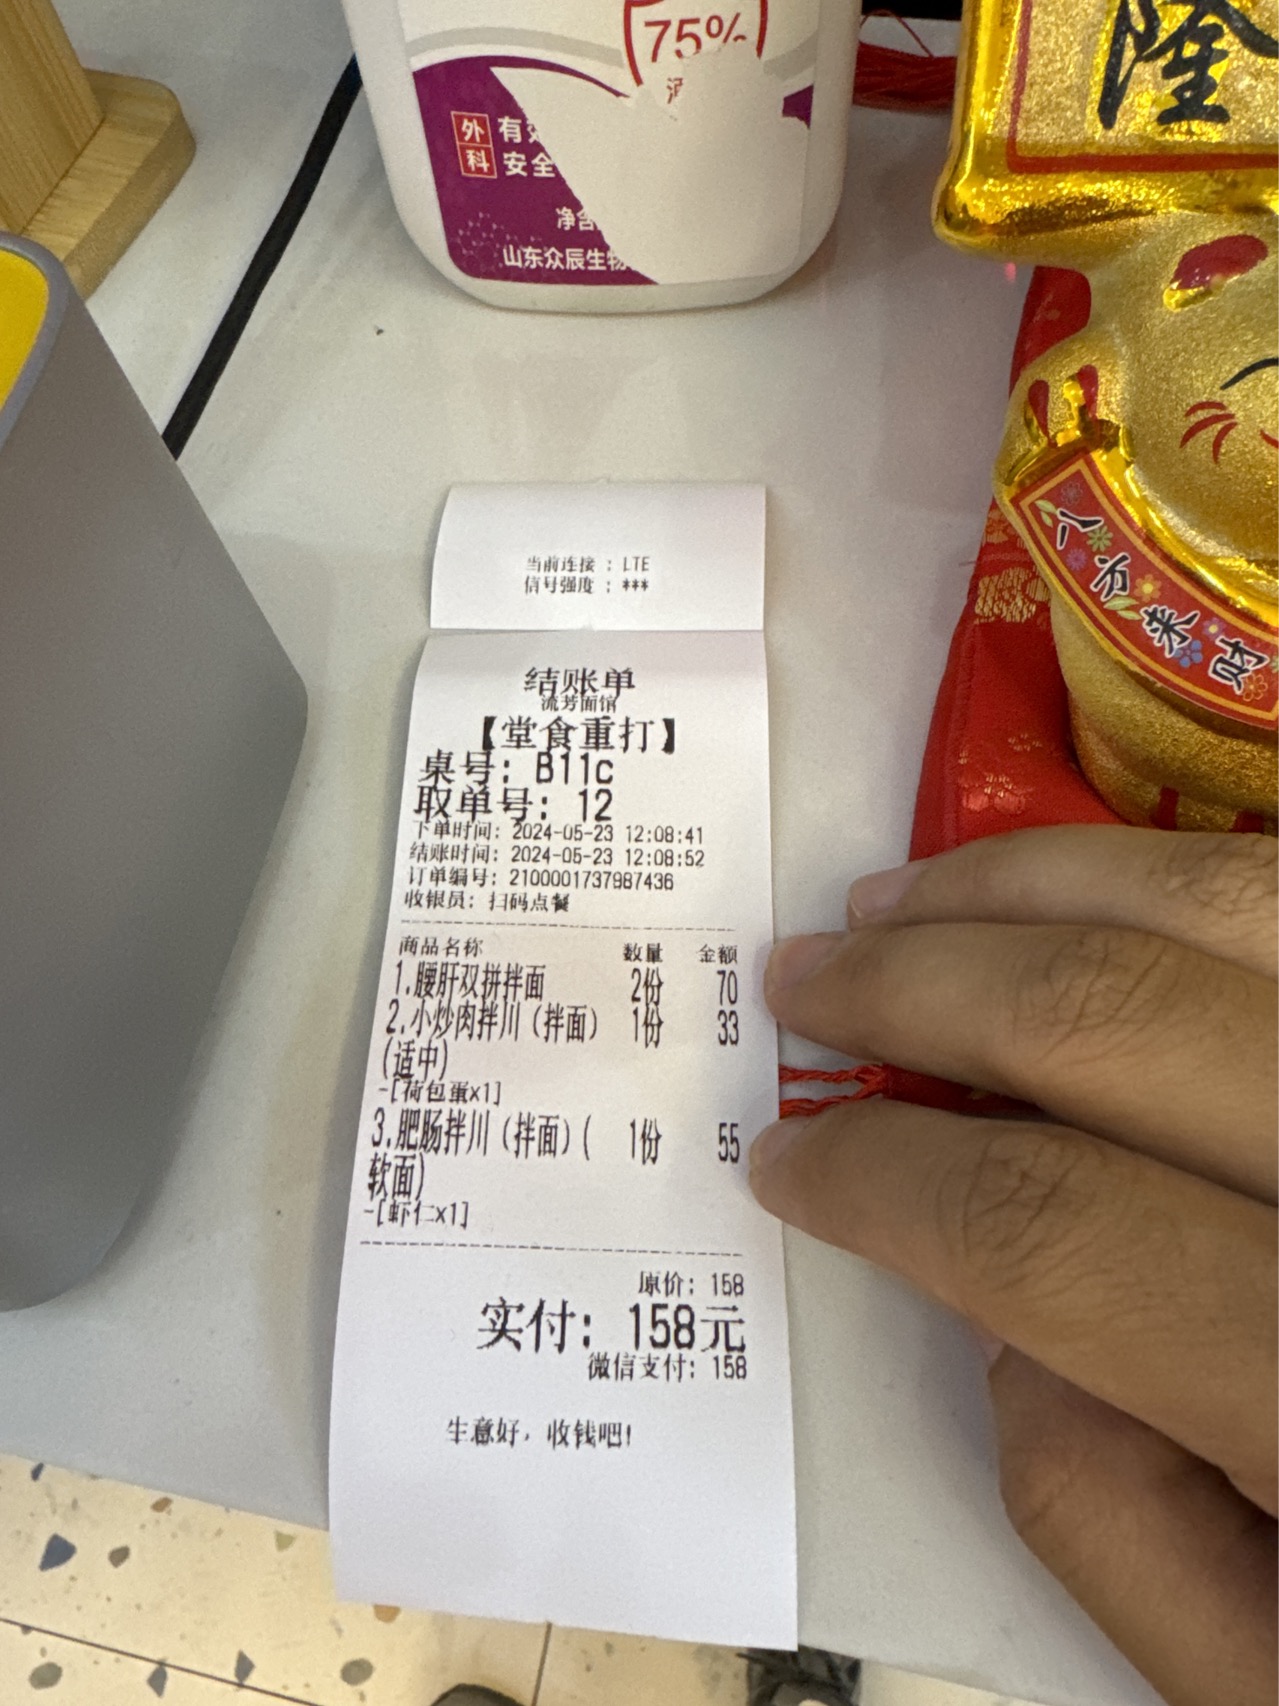 75%
外科
有效
安全
净含
山东众辰生物
隆
八方来财
当前连接：LTE
信号强度：***
结账单
流芳面馆
【堂食重打】
桌号：B11c
取单号：12
下单时间：2024-05-23 12:08:41
结账时间：2024-05-23 12:08:52
订单编号：2100001737987436
收银员：扫码点餐
商品名称 数量 金额
1.腰肝双拼拌面 2份 70
2.小炒肉拌川（拌面） 1份 33
(适中)
-[荷包蛋x1]
3.肥肠拌川（拌面）( 1份 55
软面)
-[虾仁x1]
原价：158
实付：158元
微信支付：158
生意好，收钱吧!